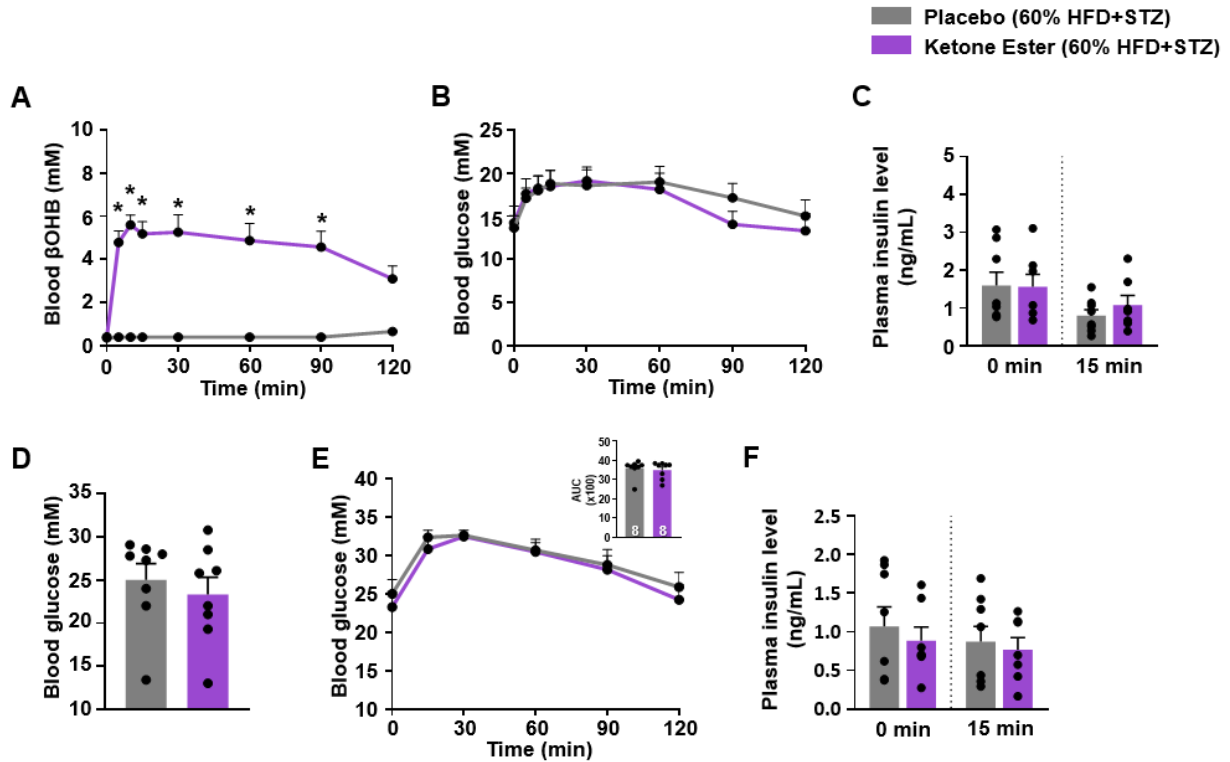 Placebo (60% HFD+STZ)
Ketone Ester (60% HFD+STZ)
A
Blood βOHB (mM)
10
8
6
4
2
0
* * * * * *
0 30 60 90 120
Time (min)
B
Blood glucose (mM)
25
20
15
10
5
0
0 30 60 90 120
Time (min)
C
Plasma insulin level
(ng/mL)
5
4
3
2
1
0
0 min 15 min
D
Blood glucose (mM)
35
30
25
20
15
10
E
Blood glucose (mM)
40
35
30
25
20
15
10
0 30 60 90 120
Time (min)
AUC
(x100)
50
40
30
20
10
0
8 8
F
Plasma insulin level
(ng/mL)
2.5
2.0
1.5
1.0
0.5
0.0
0 min 15 min